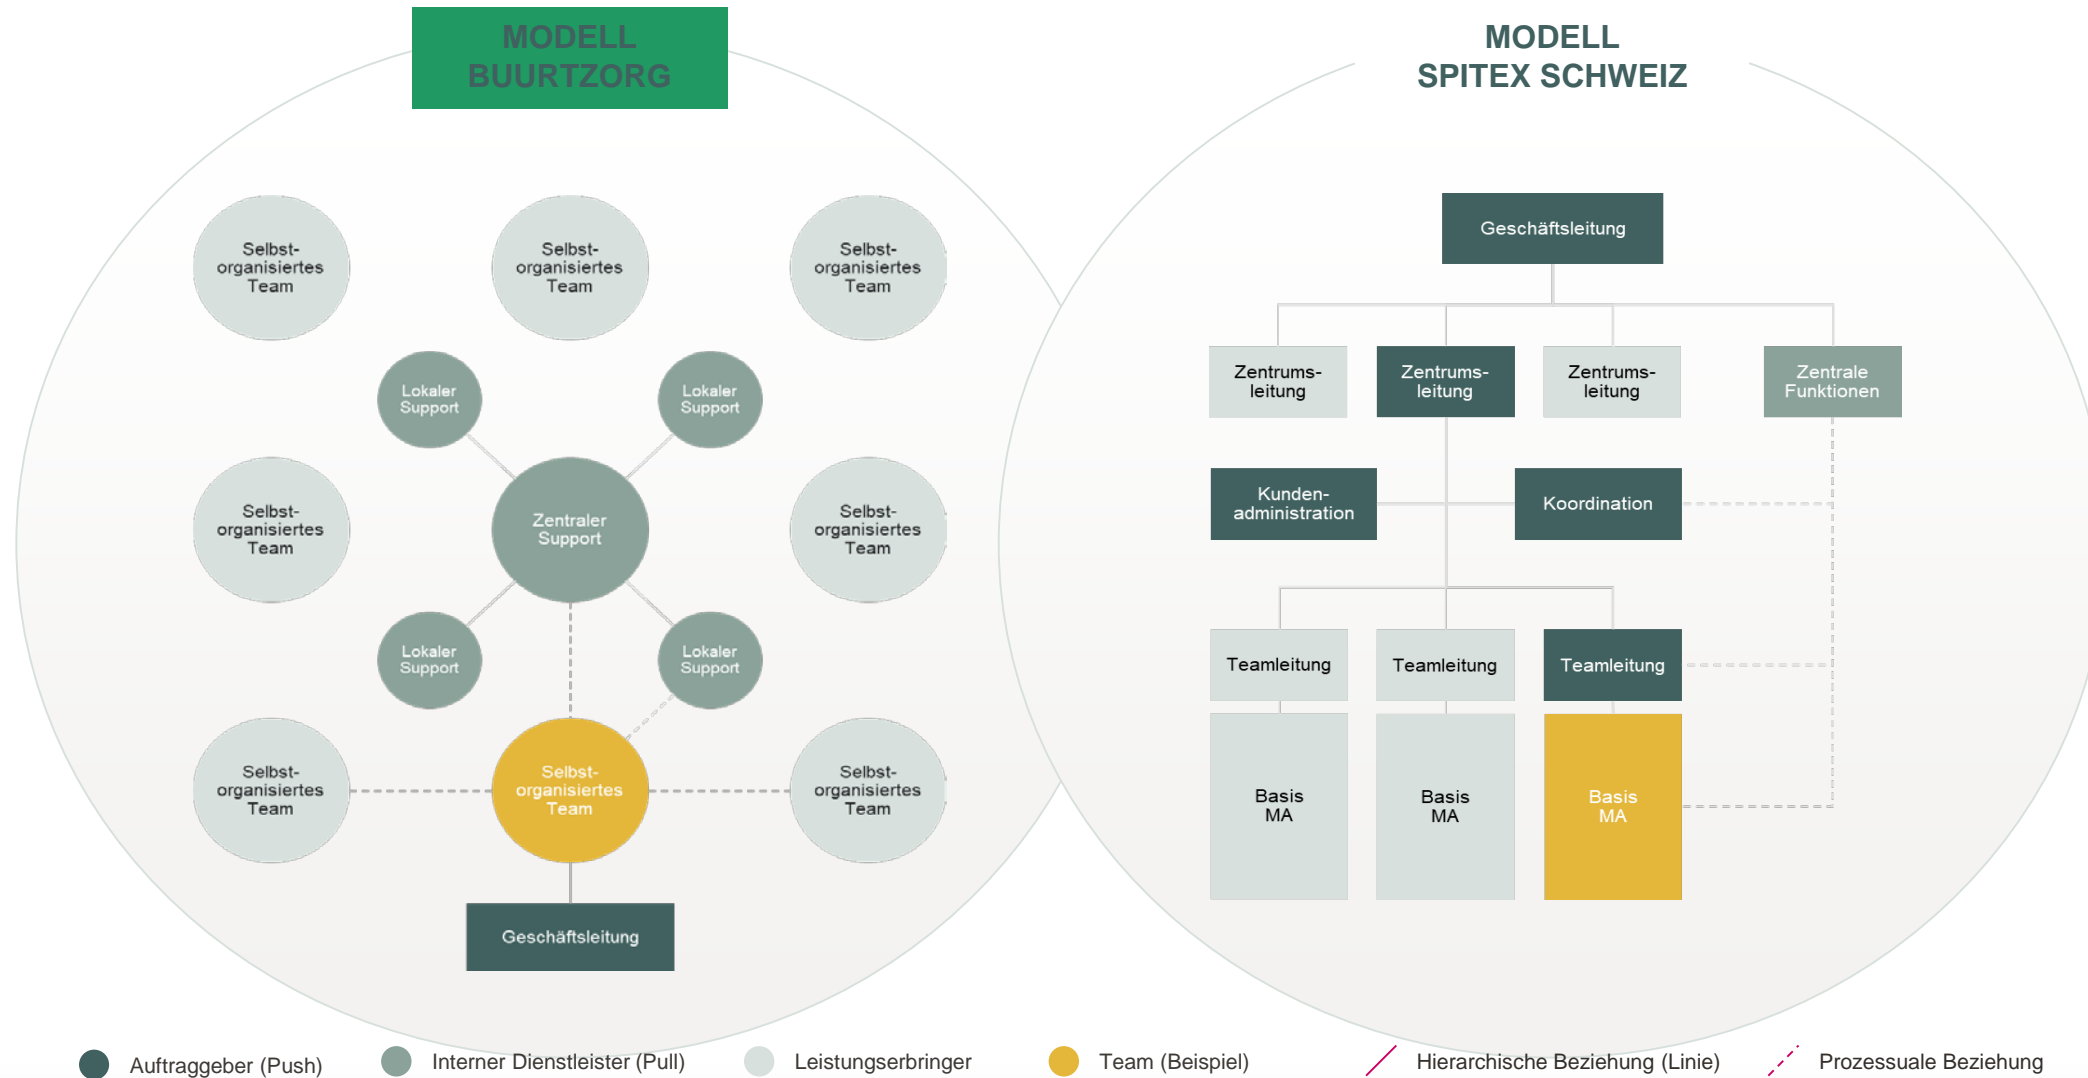 MODELL
BUURTZORG
Selbst-
organisiertes
Team
Selbst-
organisiertes
Team
Selbst-
organisiertes
Team
Lokaler
Support
Lokaler
Support
Selbst-
organisiertes
Team
Zentraler
Support
Selbst-
organisiertes
Team
Lokaler
Support
Lokaler
Support
Selbst-
organisiertes
Team
Selbst-
organisiertes
Team
Selbst-
organisiertes
Team
Geschäftsleitung
MODELL
SPITEX SCHWEIZ
Geschäftsleitung
Zentrums-
leitung
Zentrums-
leitung
Zentrums-
leitung
Zentrale
Funktionen
Kunden-
administration
Koordination
Teamleitung
Teamleitung
Teamleitung
Basis
MA
Basis
MA
Basis
MA
Auftraggeber (Push)
Interner Dienstleister (Pull)
Leistungserbringer
Team (Beispiel)
Hierarchische Beziehung (Linie)
Prozessuale Beziehung